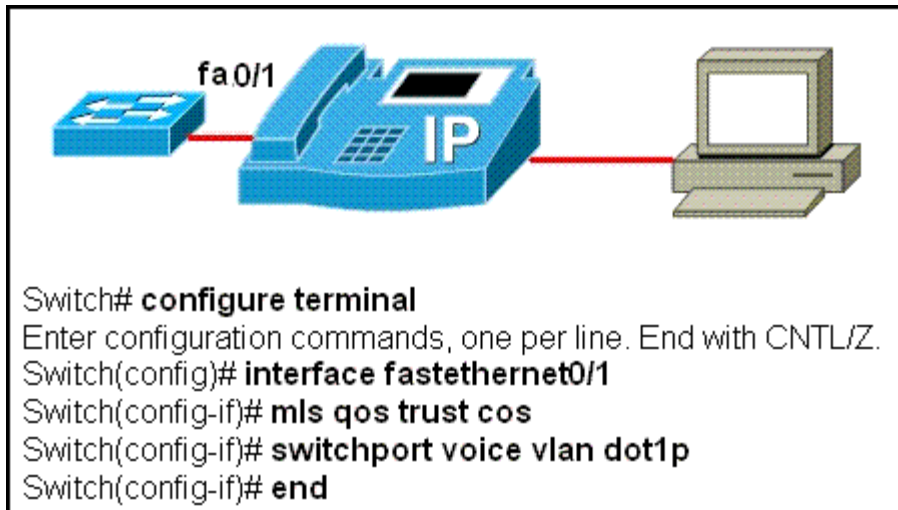 fa0/1
IP
Switch# configure terminal
Enter configuration commands, one per line. End with CNTL/Z.
Switch(config)# interface fastethernet0/1
Switch(config-if)# mls qos trust cos
Switch(config-if)# switchport voice vlan dot1p
Switch(config-if)# end